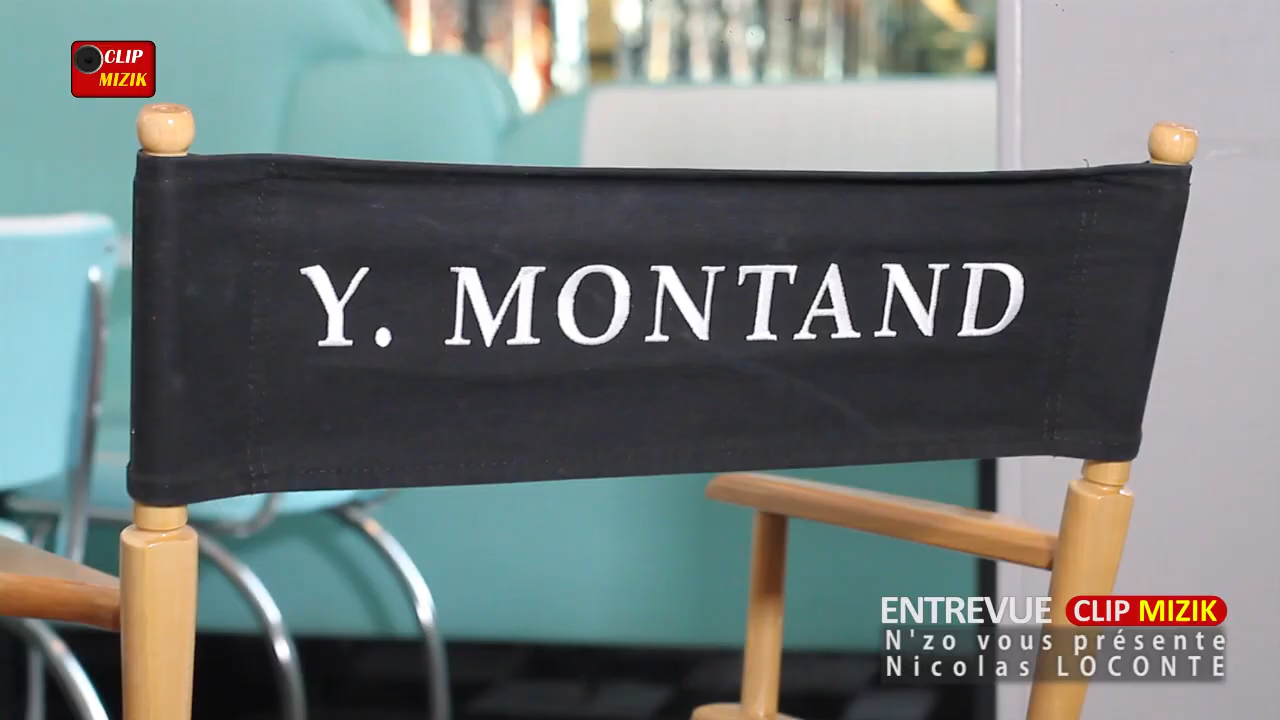 CLIP
MIZIK
Y. MONTAND
ENTREVUE CLIP MIZIK
N'zo vous présente
Nicolas LOCONTE